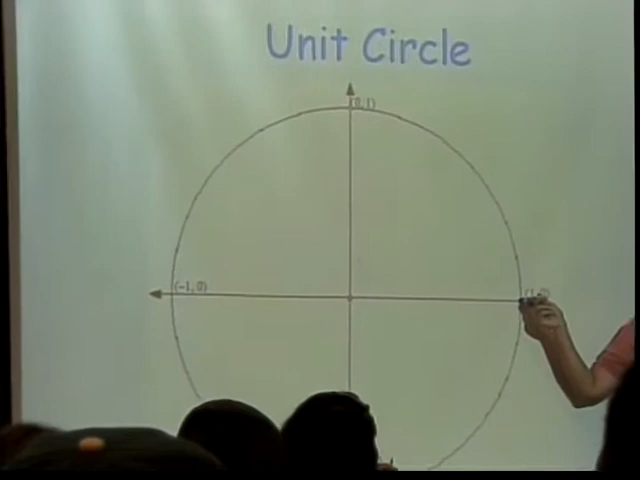 Unit Circle
(0, 1)
(-1, 0)